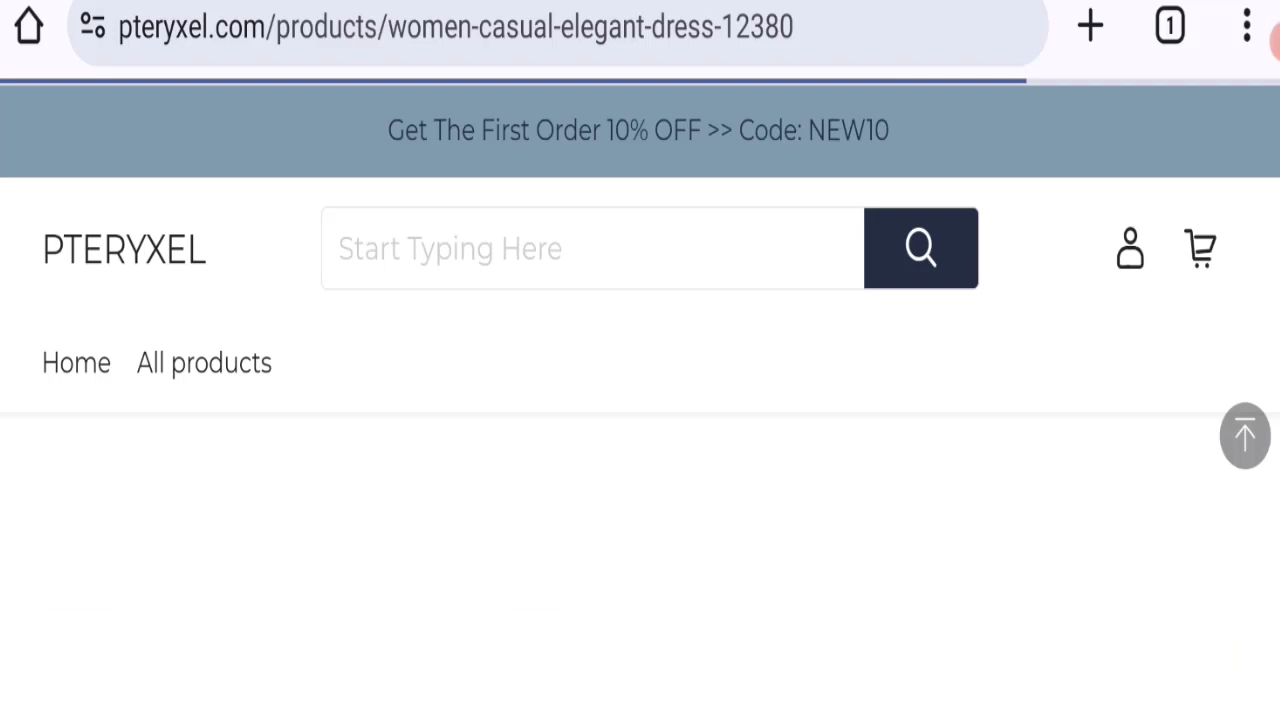 pteryxel.com/products/women-casual-elegant-dress-12380
1
Get The First Order 10% OFF >> Code: NEW10
PTERYXEL
Start Typing Here
Home All products